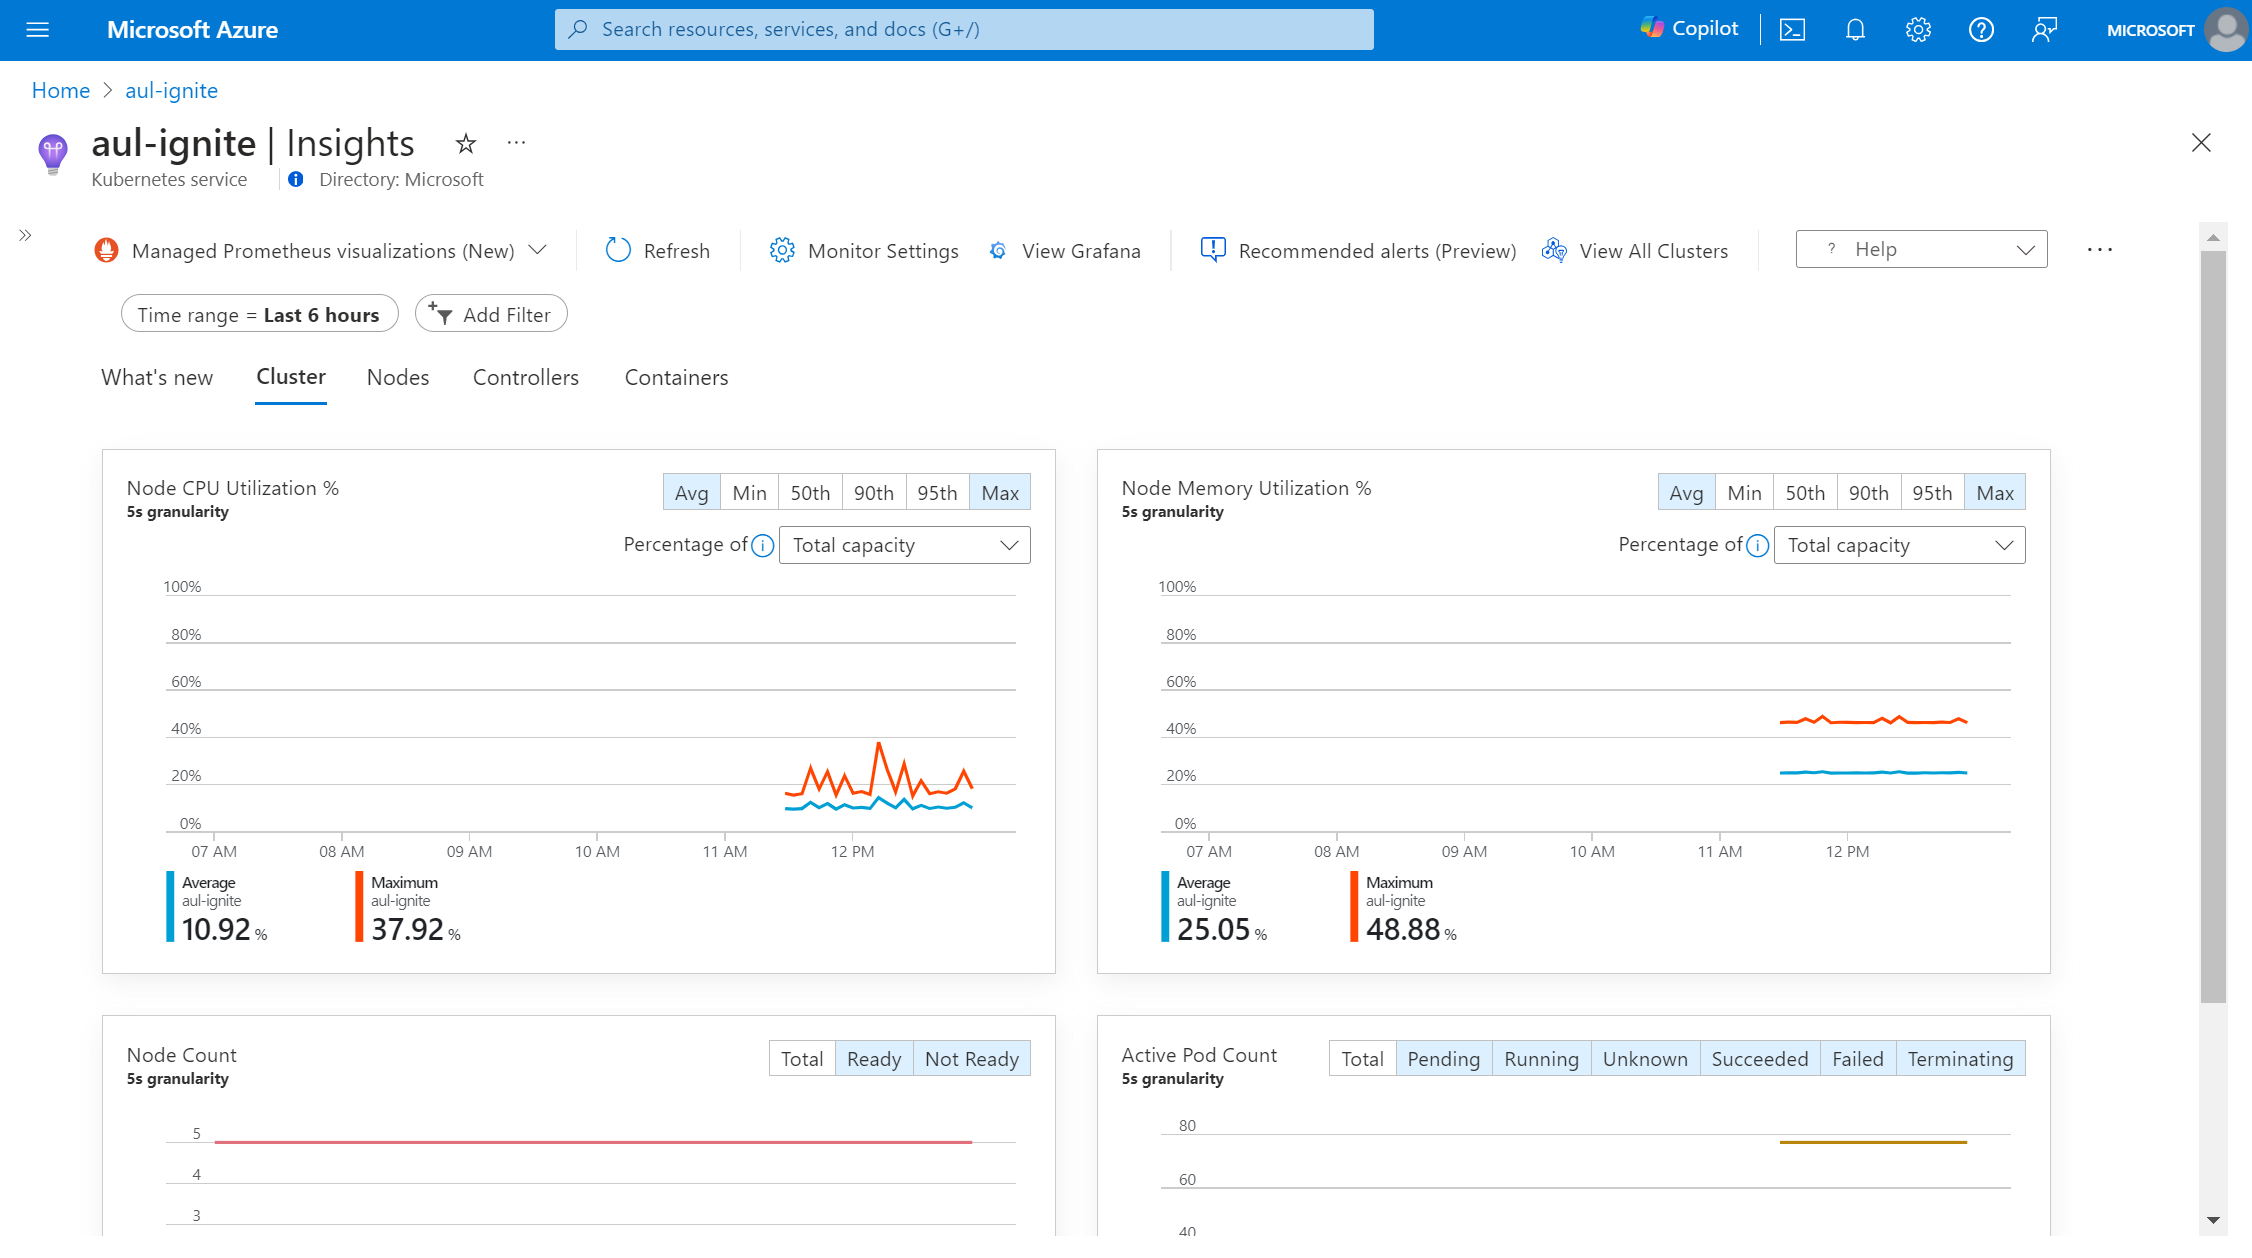 Microsoft Azure
Search resources, services, and docs (G+/)
Copilot
MICROSOFT
Home > aul-ignite
aul-ignite | Insights
Kubernetes service
Directory: Microsoft
Managed Prometheus visualizations (New)
Refresh
Monitor Settings
View Grafana
Recommended alerts (Preview)
View All Clusters
? Help
Time range = Last 6 hours
Add Filter
What's new
Cluster
Nodes
Controllers
Containers
Node CPU Utilization %
5s granularity
Avg Min 50th 90th 95th Max
Percentage of
Total capacity
100%
80%
60%
40%
20%
0%
07 AM 08 AM 09 AM 10 AM 11 AM 12 PM
Average
aul-ignite
10.92 %
Maximum
aul-ignite
37.92 %
Node Memory Utilization %
5s granularity
Avg Min 50th 90th 95th Max
Percentage of
Total capacity
100%
80%
60%
40%
20%
0%
07 AM 08 AM 09 AM 10 AM 11 AM 12 PM
Average
aul-ignite
25.05 %
Maximum
aul-ignite
48.88 %
Node Count
5s granularity
Total Ready Not Ready
5
4
3
Active Pod Count
5s granularity
Total Pending Running Unknown Succeeded Failed Terminating
80
60
40